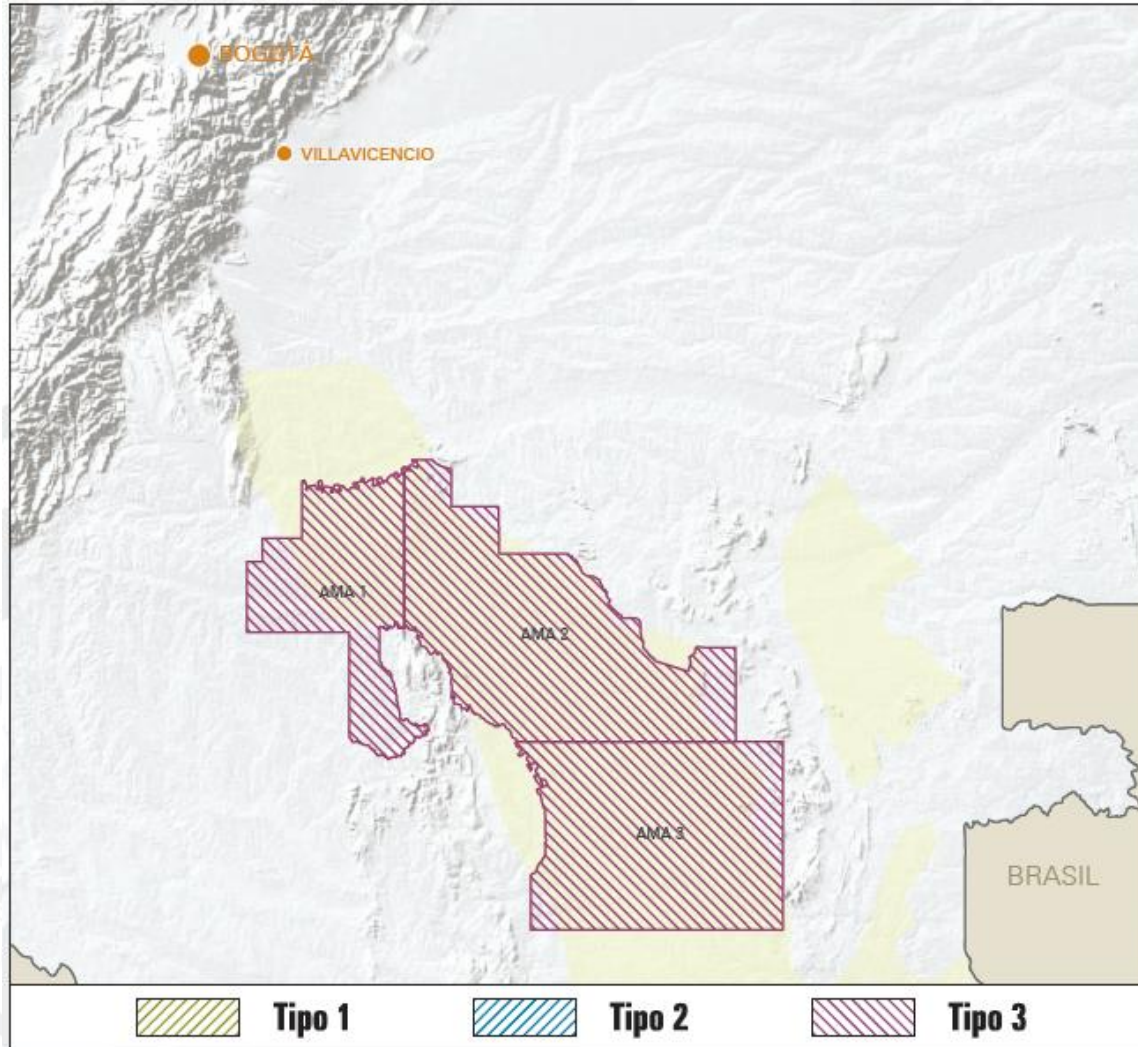 BOGOTÁ
VILLAVICENCIO
AMA 1
AMA 2
AMA 3
BRASIL
Tipo 1
Tipo 2
Tipo 3